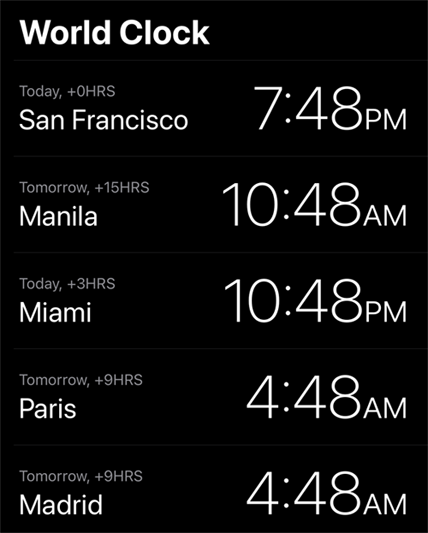 World Clock
Today, +0HRS
San Francisco 7:48PM
Tomorrow, +15HRS
Manila 10:48AM
Today, +3HRS
Miami 10:48PM
Tomorrow, +9HRS
Paris 4:48AM
Tomorrow, +9HRS
Madrid 4:48AM